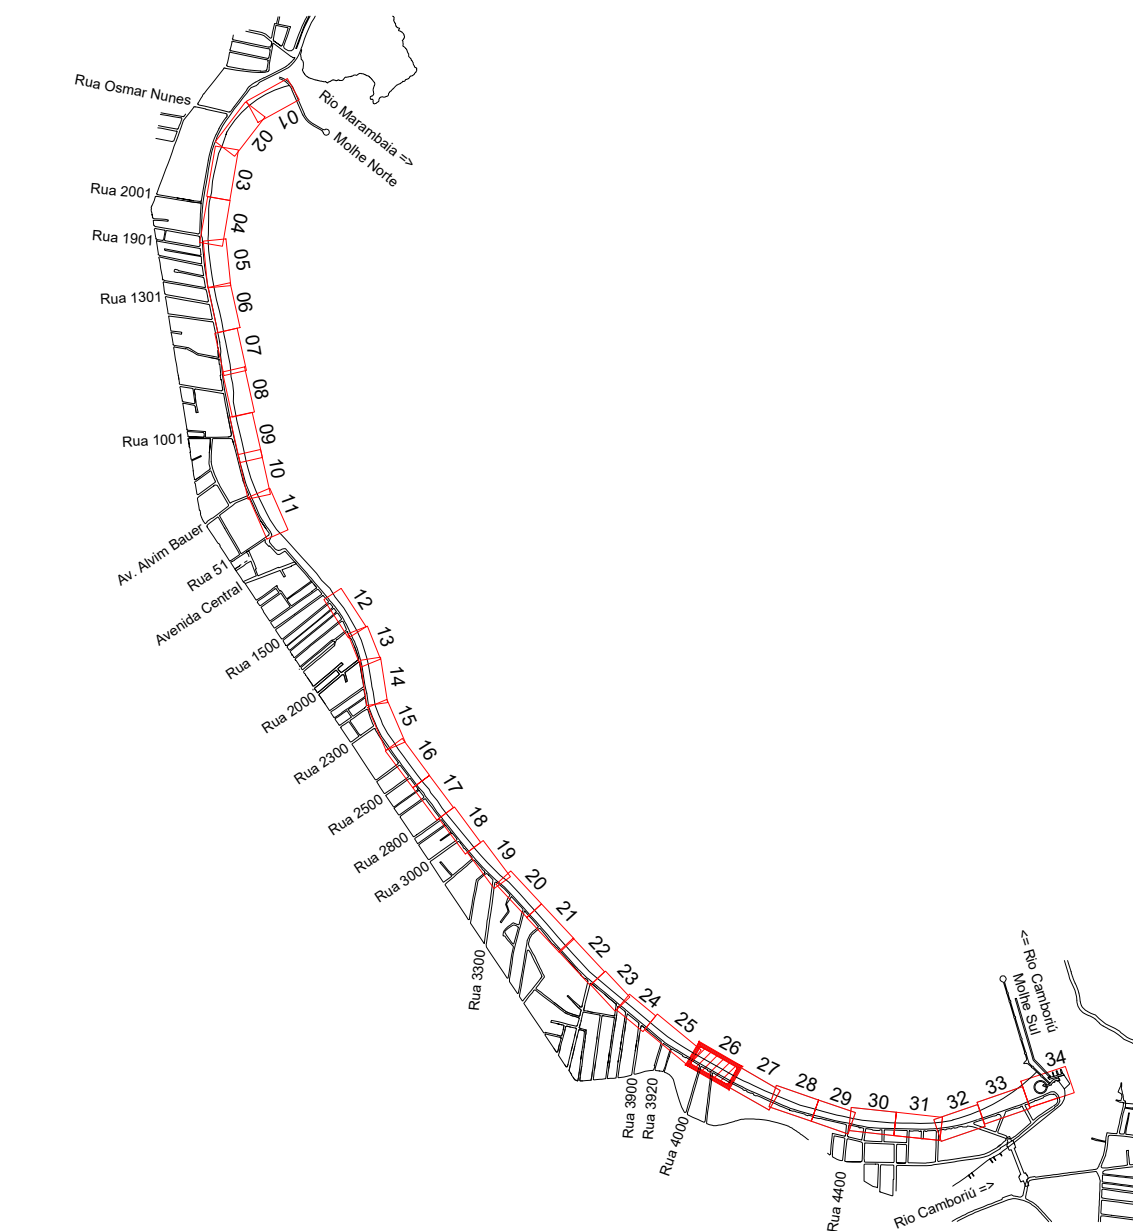 Rua Osmar Nunes
Rio Marambaia =>
Molhe Norte
01
02
03
Rua 2001
04
Rua 1901
05
Rua 1301
06
07
08
Rua 1001
09
10
11
Av. Alvim Bauer
Rua 51
Avenida Central
12
Rua 1500
13
14
Rua 2000
15
Rua 2300
16
17
Rua 2500
18
Rua 2800
19
Rua 3000
20
21
22
Rua 3300
23
24
25
26
27
28
29
30
31
32
33
34
<= Rio Camboriú
Molhe Sul
Rua 3900
Rua 3920
Rua 4000
Rua 4400
Rio Camboriú =>